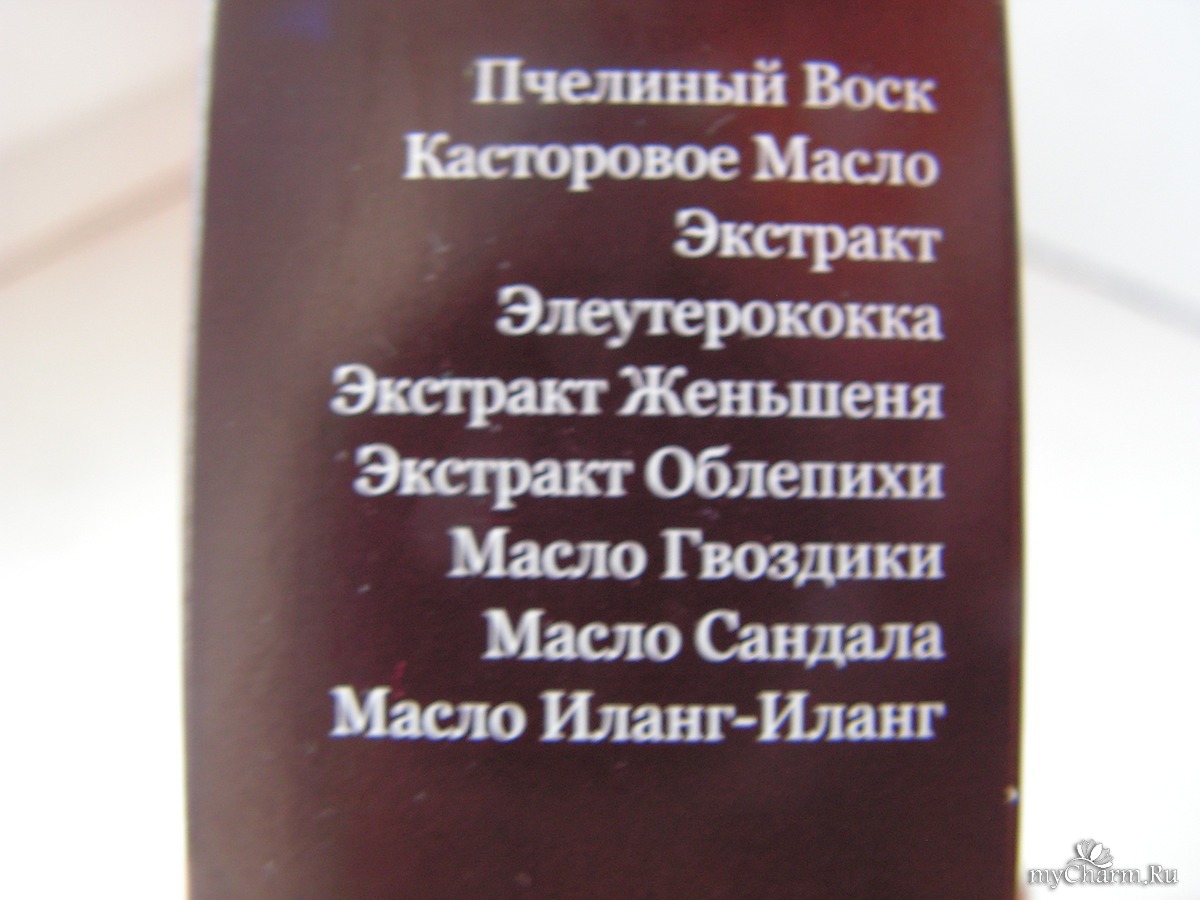 Пчелиный Воск
Касторовое Масло
Экстракт
Элеутерококка
Экстракт Женьшеня
Экстракт Облепихи
Масло Гвоздики
Масло Сандала
Масло Иланг-Иланг
myCharm.Ru